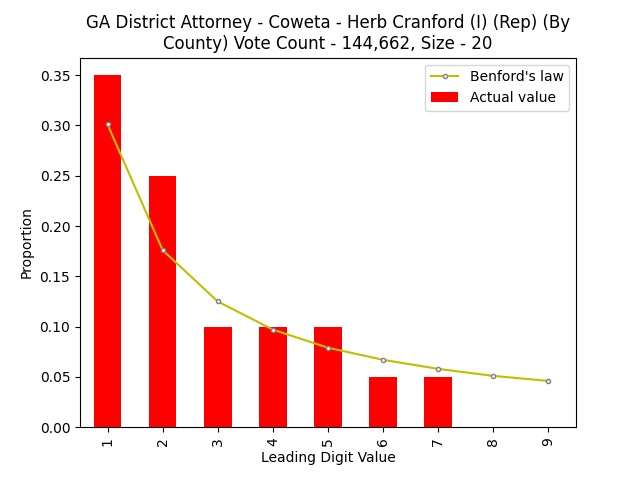 GA District Attorney - Coweta - Herb Cranford (I) (Rep) (By
County) Vote Count - 144,662, Size - 20
Benford's law
Actual value
0.35
0.30
0.25
0.20
0.15
0.10
0.05
0.00
Proportion
1 2 3 4 5 6 7 8 9
Leading Digit Value